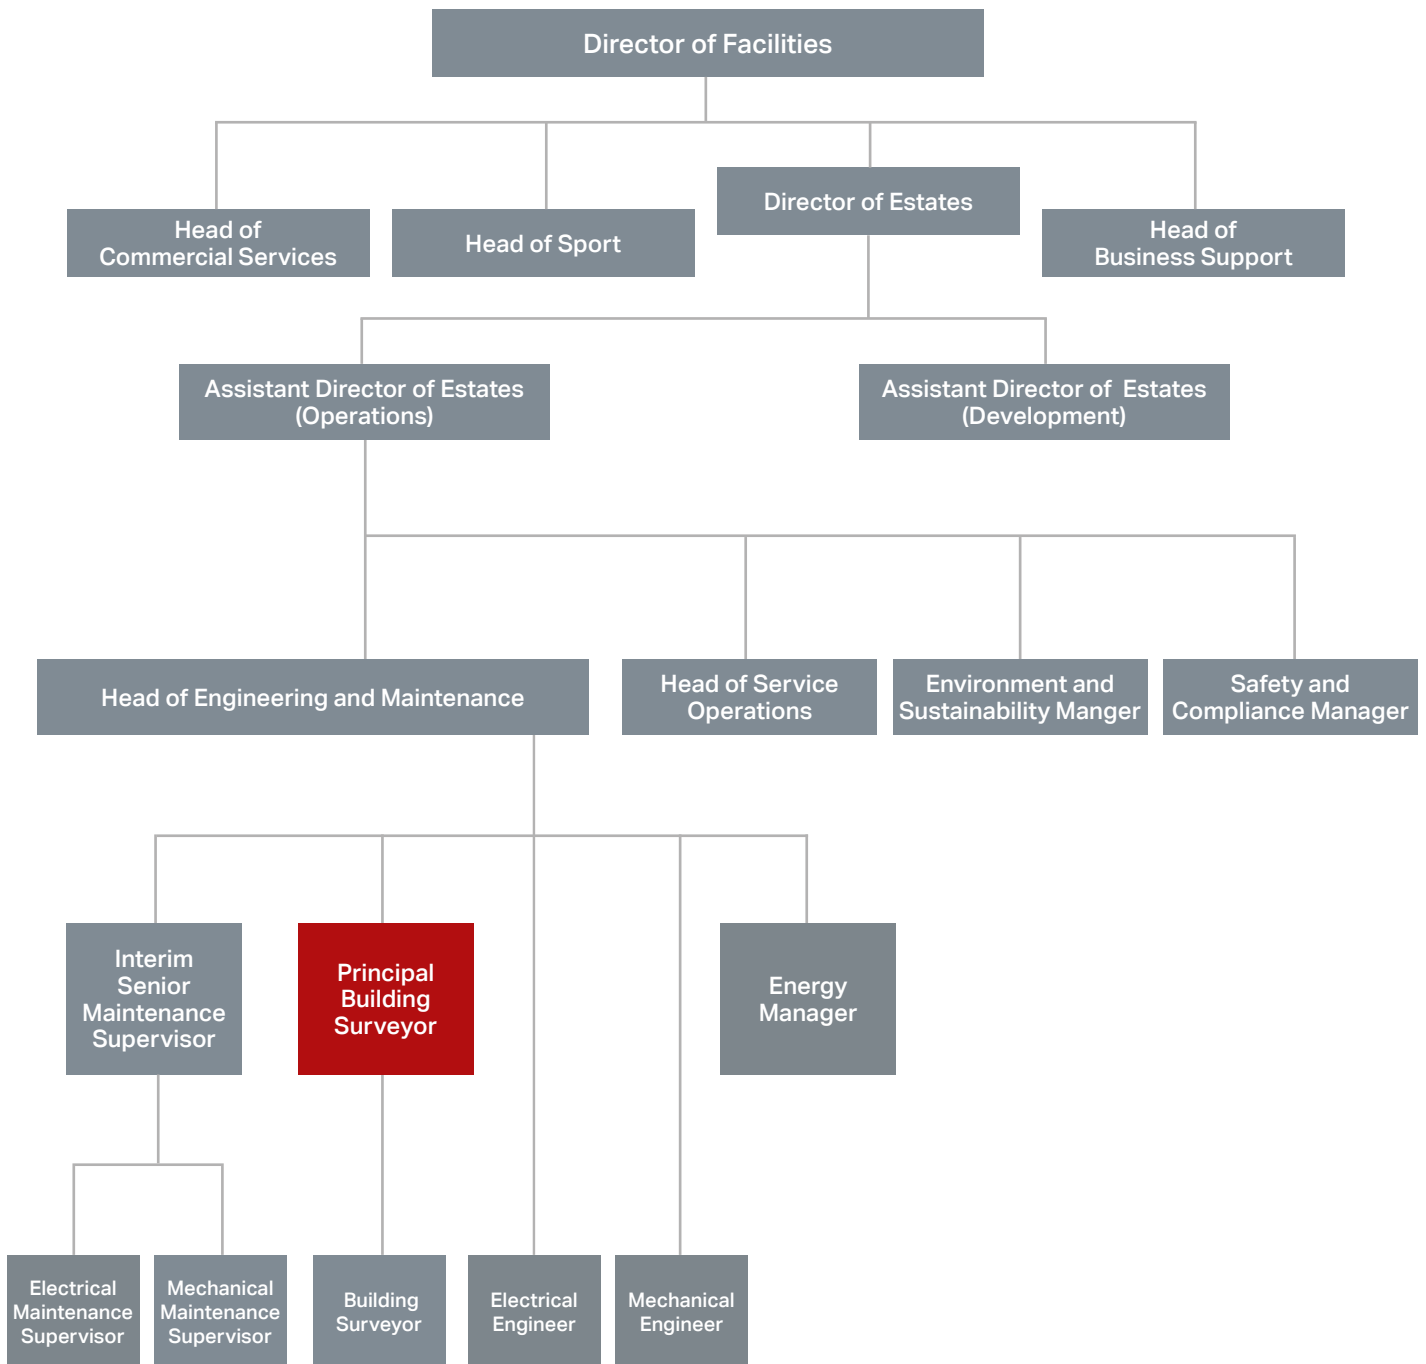 Director of Facilities
Head of
Commercial Services
Head of Sport
Director of Estates
Head of
Business Support
Assistant Director of Estates
(Operations)
Assistant Director of Estates
(Development)
Head of Engineering and Maintenance
Head of Service
Operations
Environment and
Sustainability Manger
Safety and
Compliance Manager
Interim
Senior
Maintenance
Supervisor
Principal
Building
Surveyor
Energy
Manager
Electrical
Maintenance
Supervisor
Mechanical
Maintenance
Supervisor
Building
Surveyor
Electrical
Engineer
Mechanical
Engineer